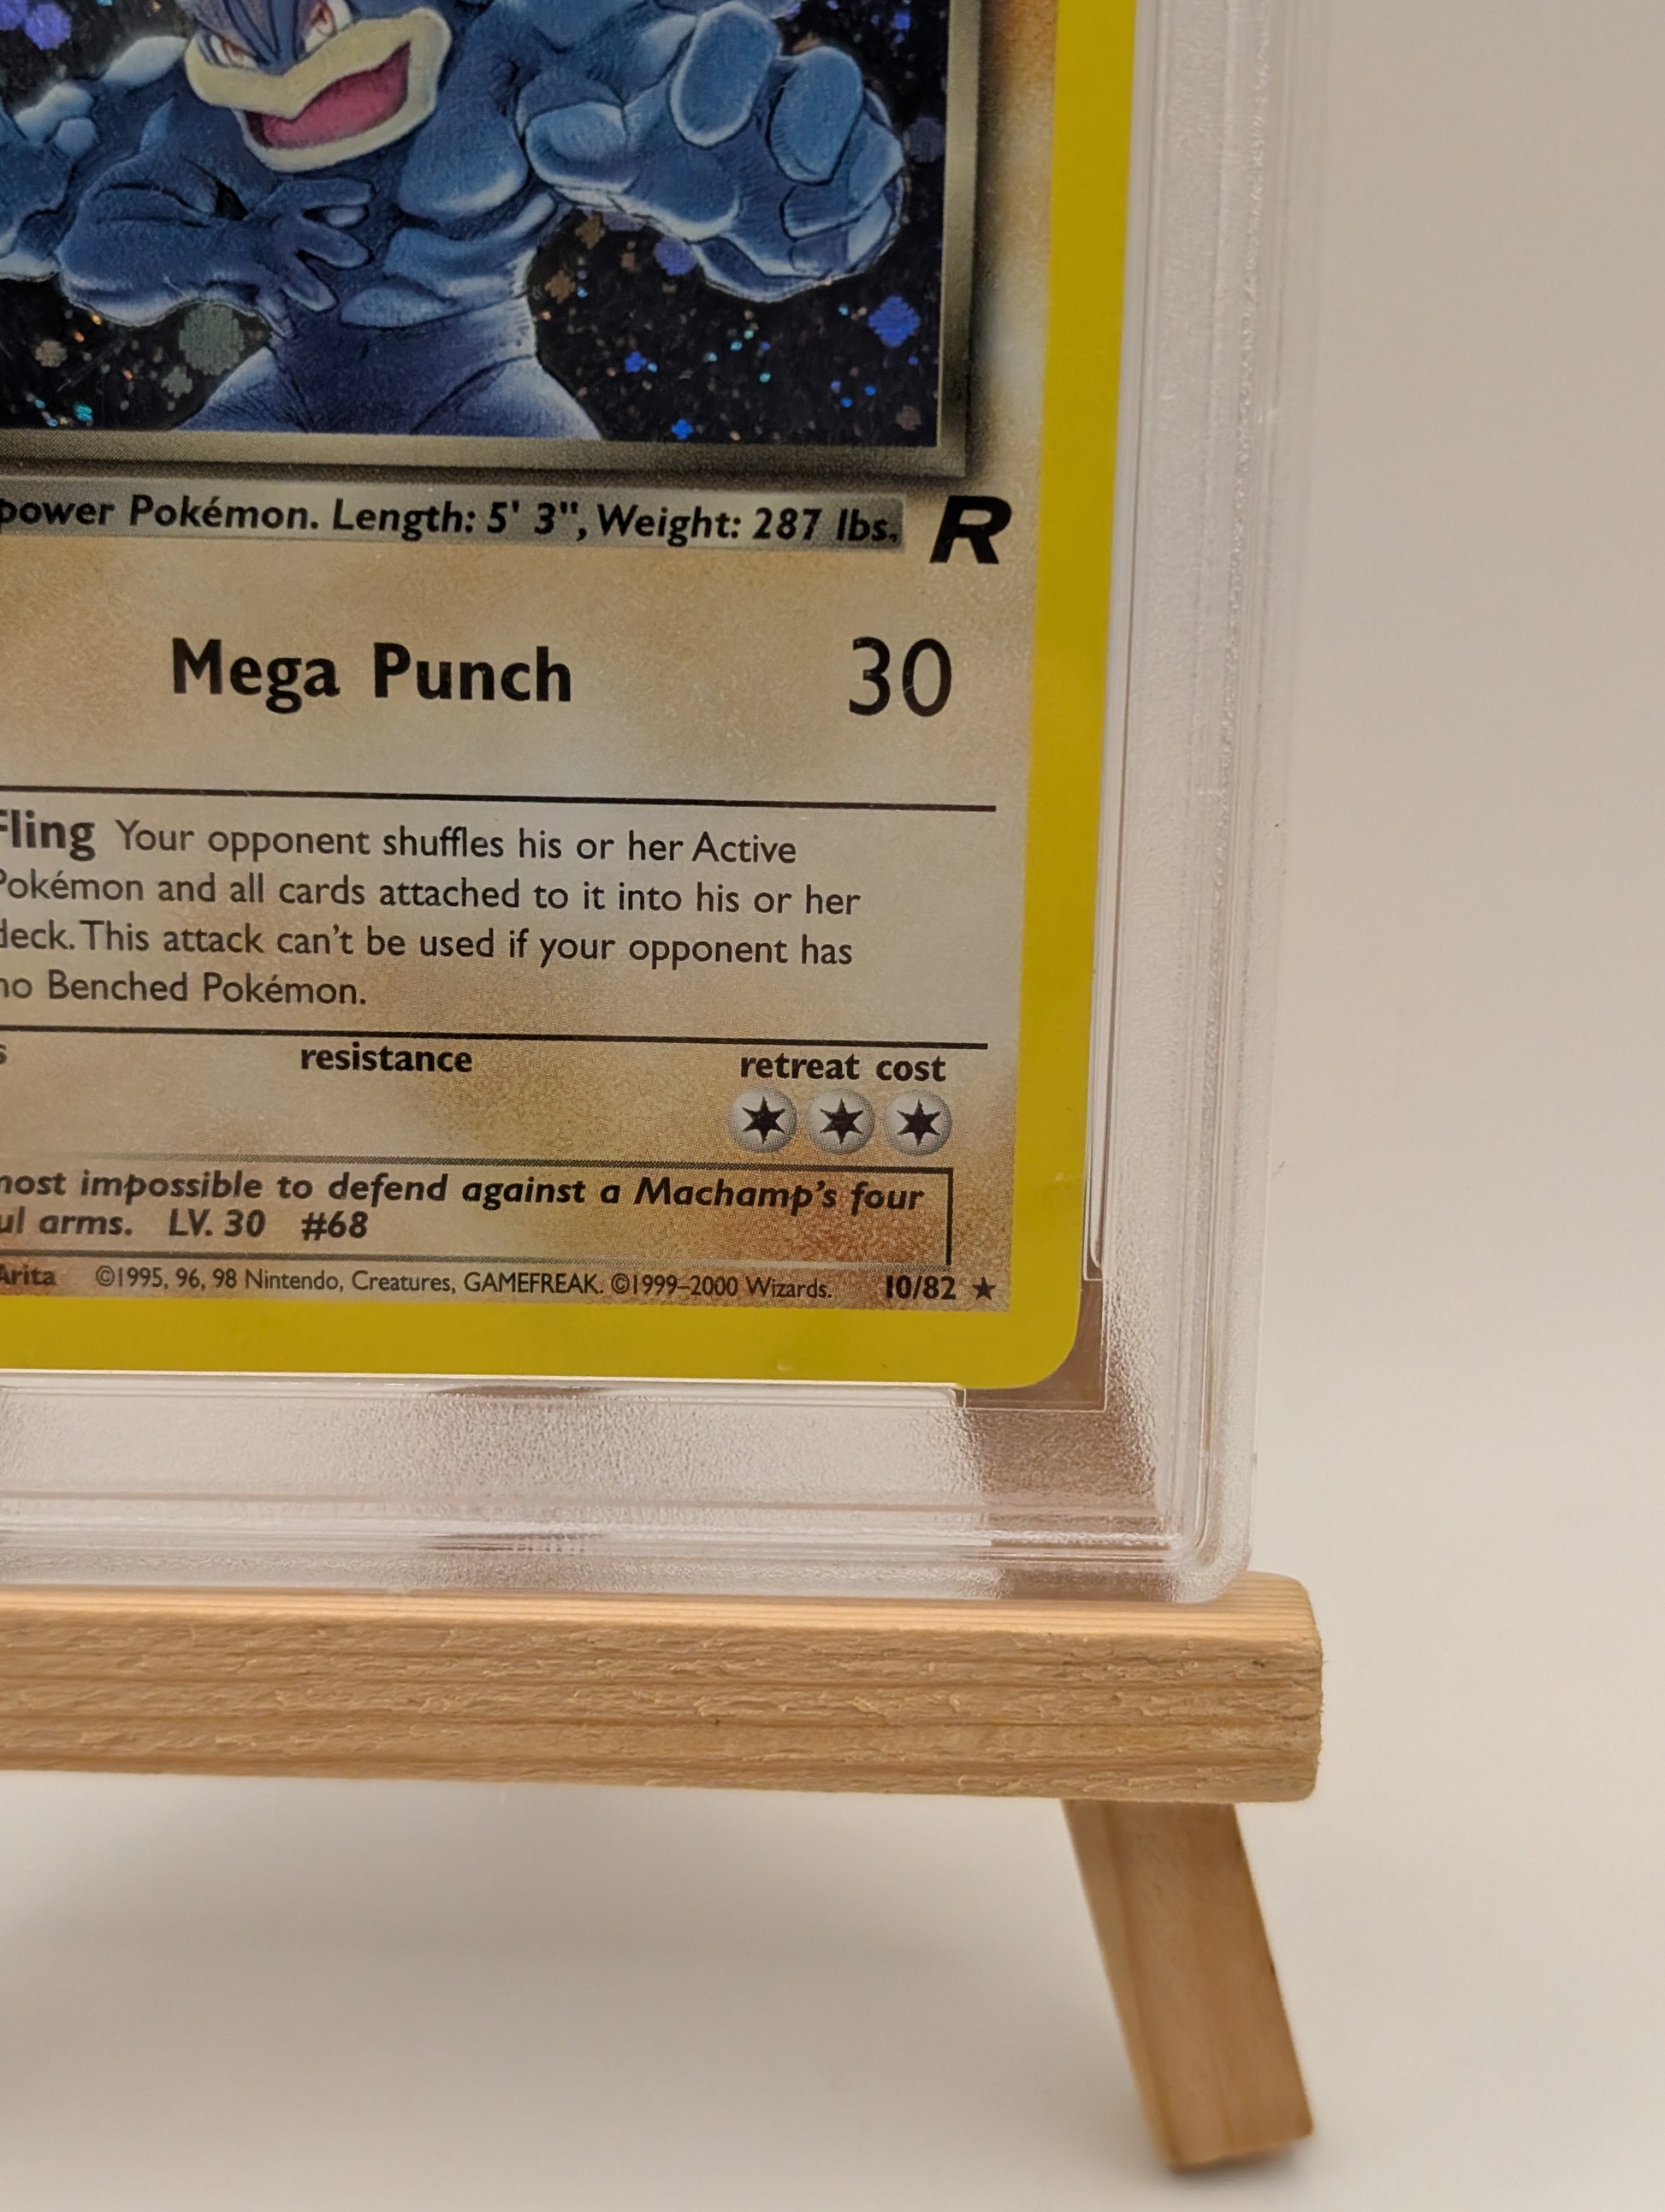 power Pokémon. Length: 5' 3", Weight: 287 lbs.
R
Mega Punch 30
Fling Your opponent shuffles his or her Active
Pokémon and all cards attached to it into his or her
deck. This attack can't be used if your opponent has
no Benched Pokémon.
resistance retreat cost
most impossible to defend against a Machamp's four
ul arms. LV. 30 #68
Arita ©1995, 96, 98 Nintendo, Creatures, GAMEFREAK. ©1999–2000 Wizards. 10/82 ★